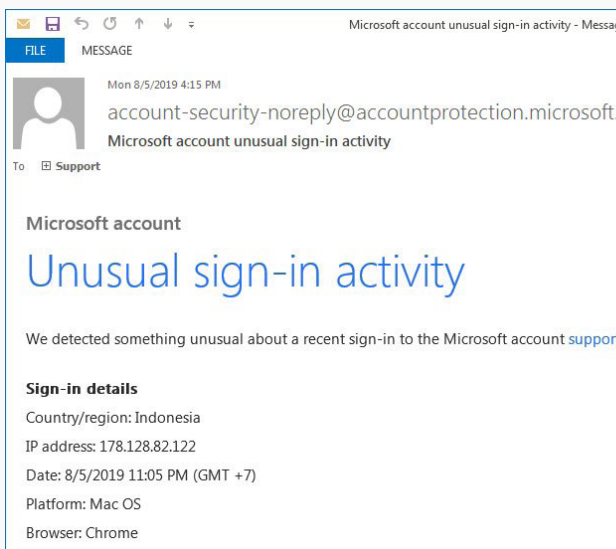 Microsoft account unusual sign-in activity - Messa
FILE MESSAGE
Mon 8/5/2019 4:15 PM
account-security-noreply@accountprotection.microsoft.
Microsoft account unusual sign-in activity
To Support
Microsoft account
Unusual sign-in activity
We detected something unusual about a recent sign-in to the Microsoft account suppor
Sign-in details
Country/region: Indonesia
IP address: 178.128.82.122
Date: 8/5/2019 11:05 PM (GMT +7)
Platform: Mac OS
Browser: Chrome